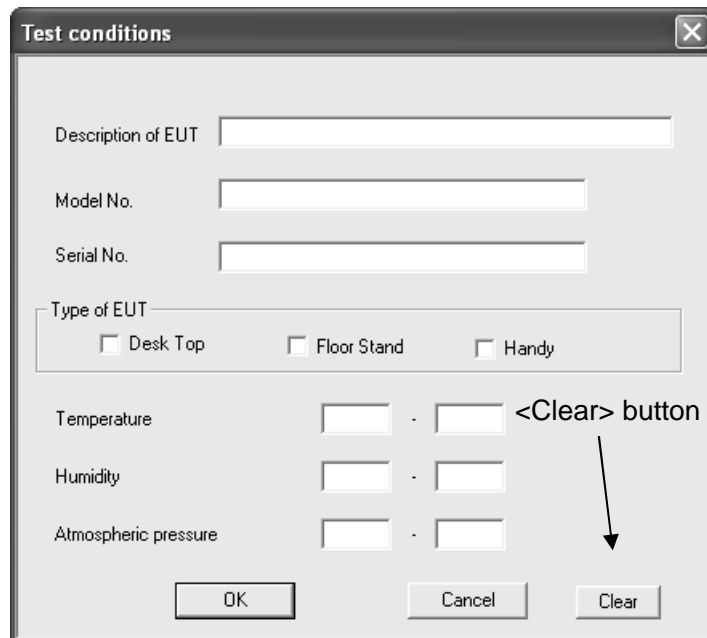 Test conditions
Description of EUT
Model No.
Serial No.
Type of EUT
Desk Top Floor Stand Handy
Temperature - <Clear> button
Humidity -
Atmospheric pressure -
OK Cancel Clear